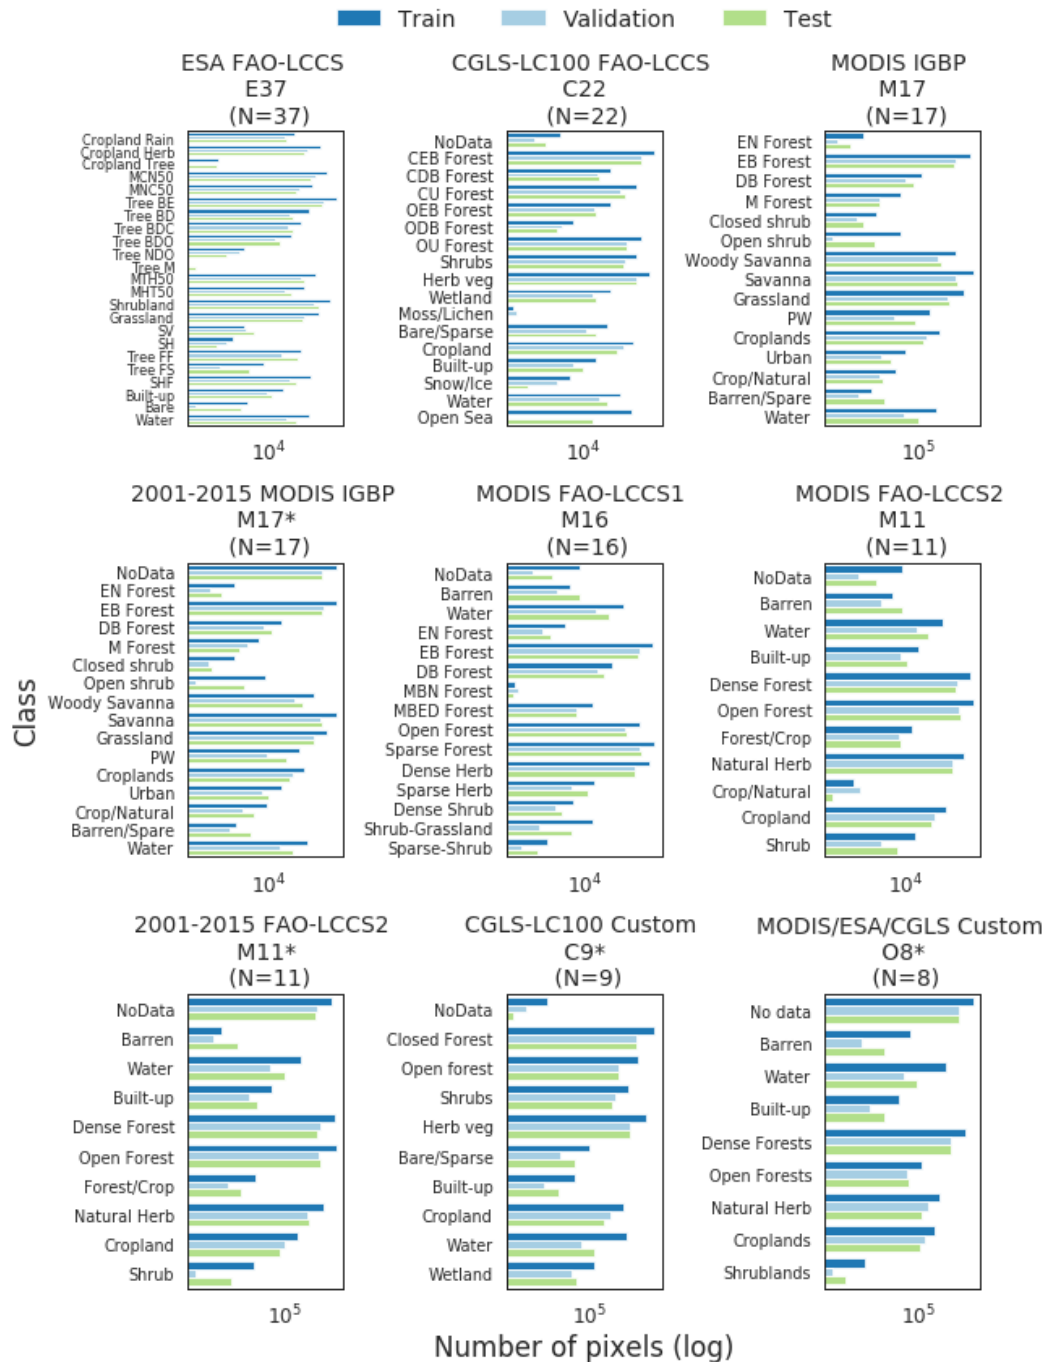 Train Validation Test
ESA FAO-LCCS
E37
(N=37)
Cropland Rain
Cropland Herb
Cropland Tree
MCN50
MNC50
Tree BE
Tree BD
Tree BDC
Tree BDO
Tree NDO
Tree M
MTH50
MHT50
Shrubland
Grassland
SV
SH
Tree FF
Tree FS
SHF
Built-up
Bare
Water
10^4
CGLS-LC100 FAO-LCCS
C22
(N=22)
NoData
CEB Forest
CDB Forest
CU Forest
OEB Forest
ODB Forest
OU Forest
Shrubs
Herb veg
Wetland
Moss/Lichen
Bare/Sparse
Cropland
Built-up
Snow/Ice
Water
Open Sea
10^4
MODIS IGBP
M17
(N=17)
EN Forest
EB Forest
DB Forest
M Forest
Closed shrub
Open shrub
Woody Savanna
Savanna
Grassland
PW
Croplands
Urban
Crop/Natural
Barren/Spare
Water
10^5
2001-2015 MODIS IGBP
M17*
(N=17)
NoData
EN Forest
EB Forest
DB Forest
M Forest
Closed shrub
Open shrub
Woody Savanna
Savanna
Grassland
PW
Croplands
Urban
Crop/Natural
Barren/Spare
Water
10^4
MODIS FAO-LCCS1
M16
(N=16)
NoData
Barren
Water
EN Forest
EB Forest
DB Forest
MBN Forest
MBED Forest
Open Forest
Sparse Forest
Dense Herb
Sparse Herb
Dense Shrub
Shrub-Grassland
Sparse-Shrub
10^4
MODIS FAO-LCCS2
M11
(N=11)
NoData
Barren
Water
Built-up
Dense Forest
Open Forest
Forest/Crop
Natural Herb
Crop/Natural
Cropland
Shrub
10^4
2001-2015 FAO-LCCS2
M11*
(N=11)
NoData
Barren
Water
Built-up
Dense Forest
Open Forest
Forest/Crop
Natural Herb
Cropland
Shrub
10^5
CGLS-LC100 Custom
C9*
(N=9)
NoData
Closed Forest
Open forest
Shrubs
Herb veg
Bare/Sparse
Built-up
Cropland
Water
Wetland
10^5
MODIS/ESA/CGLS Custom
O8*
(N=8)
No data
Barren
Water
Built-up
Dense Forests
Open Forests
Natural Herb
Croplands
Shrublands
10^5
Class
Number of pixels (log)